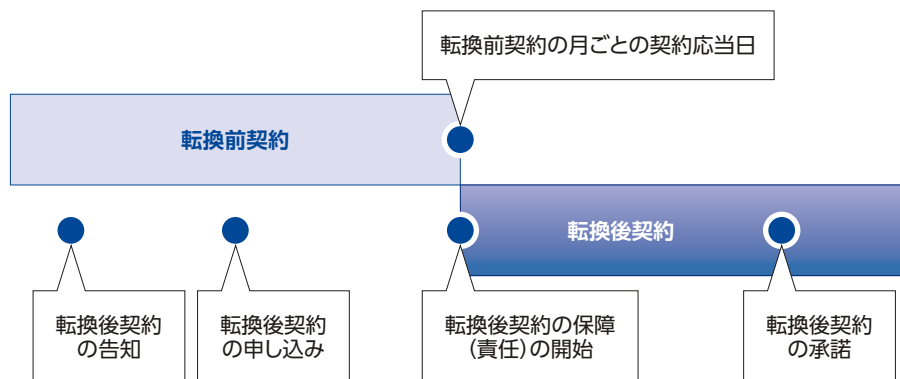 転換前契約の月ごとの契約応当日
転換前契約
転換後契約
転換後契約
の告知
転換後契約
の申し込み
転換後契約の保障
(責任)の開始
転換後契約
の承諾